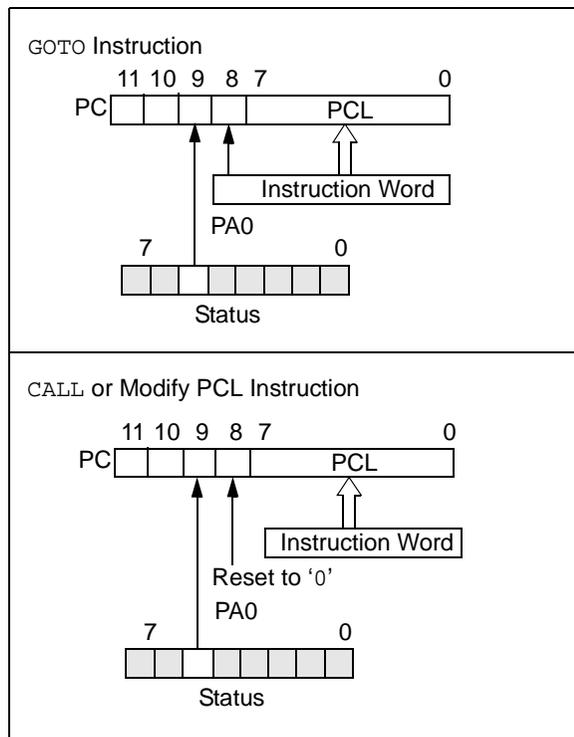 GOTO Instruction
11 10 9 8 7 0
PC PCL
Instruction Word
PA0
7 0
Status
CALL or Modify PCL Instruction
11 10 9 8 7 0
PC PCL
Instruction Word
Reset to ‘0’
PA0
7 0
Status